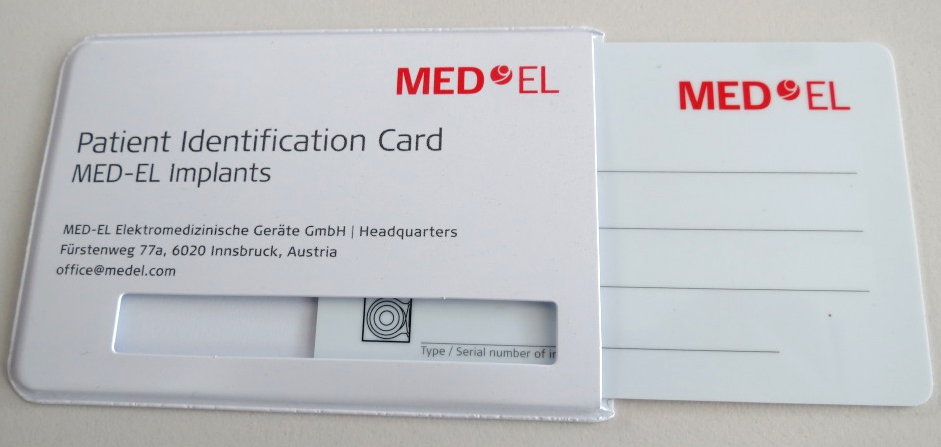 MED-EL
Patient Identification Card
MED-EL Implants
MED-EL Elektromedizinische Geräte GmbH | Headquarters
Fürstenweg 77a, 6020 Innsbruck, Austria
office@medel.com
Type / Serial number of
MED-EL